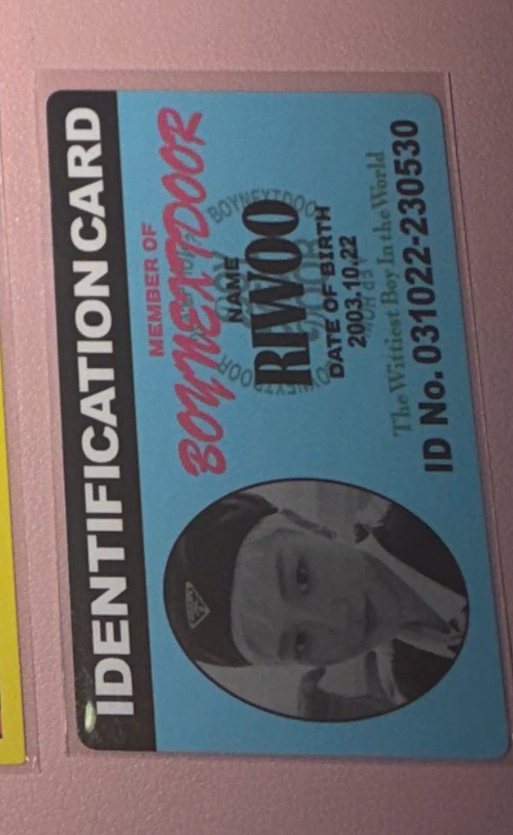 IDENTIFICATION CARD
MEMBER OF
BOYNEXTDOOR
NAME
RIWOO
DATE OF BIRTH
2003.10.22
The Wittiest Boy In the World
ID No. 031022-230530
BOYNEXTDOOR